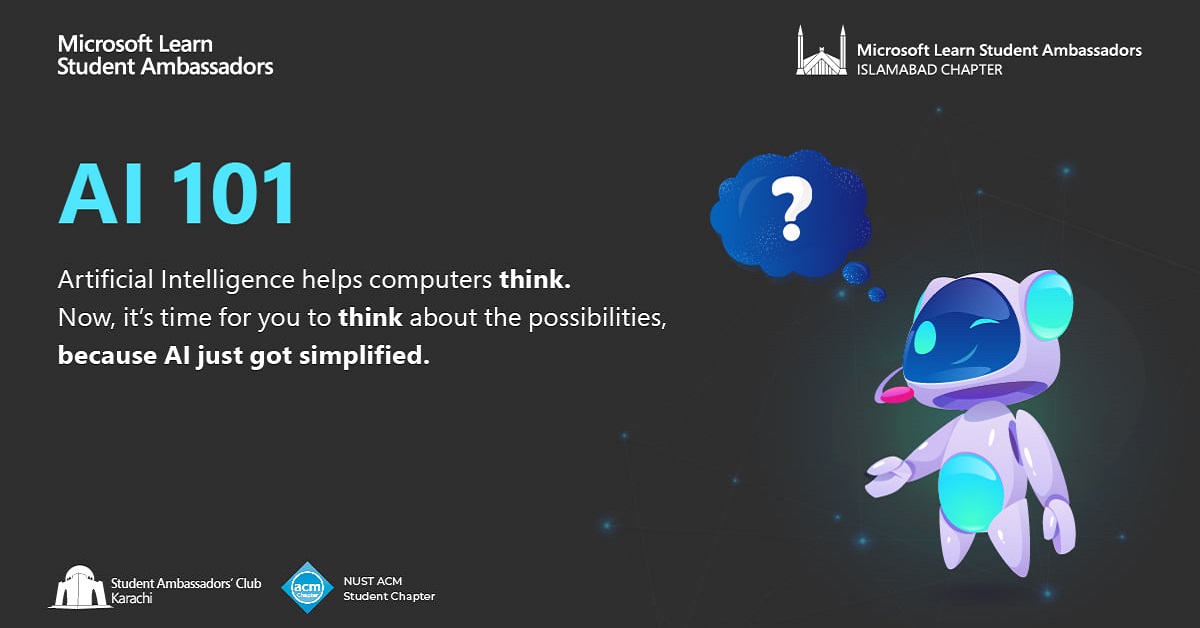 Microsoft Learn
Student Ambassadors
Microsoft Learn Student Ambassadors
ISLAMABAD CHAPTER
AI 101
?
Artificial Intelligence helps computers think.
Now, it’s time for you to think about the possibilities,
because AI just got simplified.
Student Ambassadors’ Club
Karachi
acm
Chapter
NUST ACM
Student Chapter